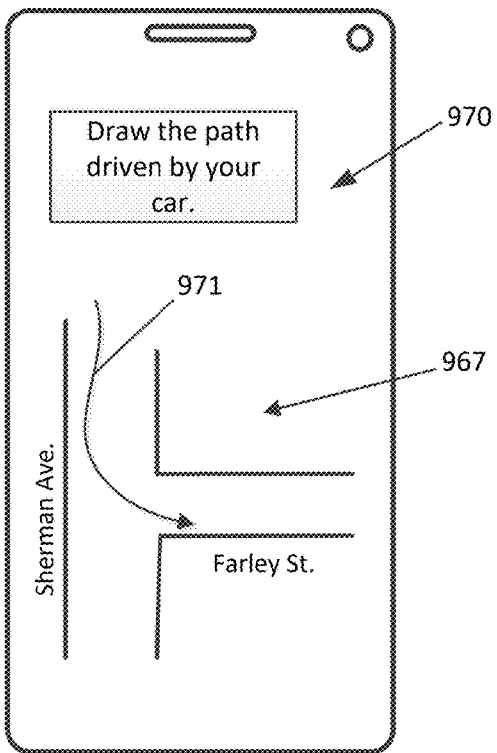 Draw the path
driven by your
car.
970
971
967
Sherman Ave.
Farley St.